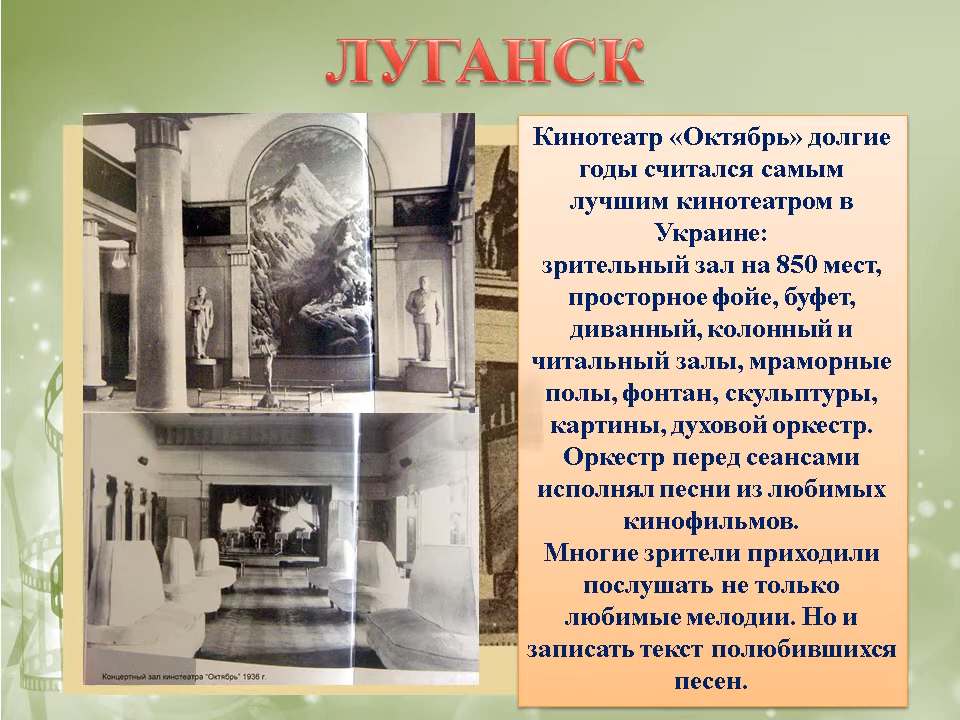 ЛУГАНСК
Кинотеатр «Октябрь» долгие
годы считался самым
лучшим кинотеатром в
Украине:
зрительный зал на 850 мест,
просторное фойе, буфет,
диванный, колонный и
читальный залы, мраморные
полы, фонтан, скульптуры,
картины, духовой оркестр.
Оркестр перед сеансами
исполнял песни из любимых
кинофильмов.
Многие зрители приходили
послушать не только
любимые мелодии. Но и
записать текст полюбившихся
песен.
Концертный зал кинотеатра "Октябрь" 1936 г.